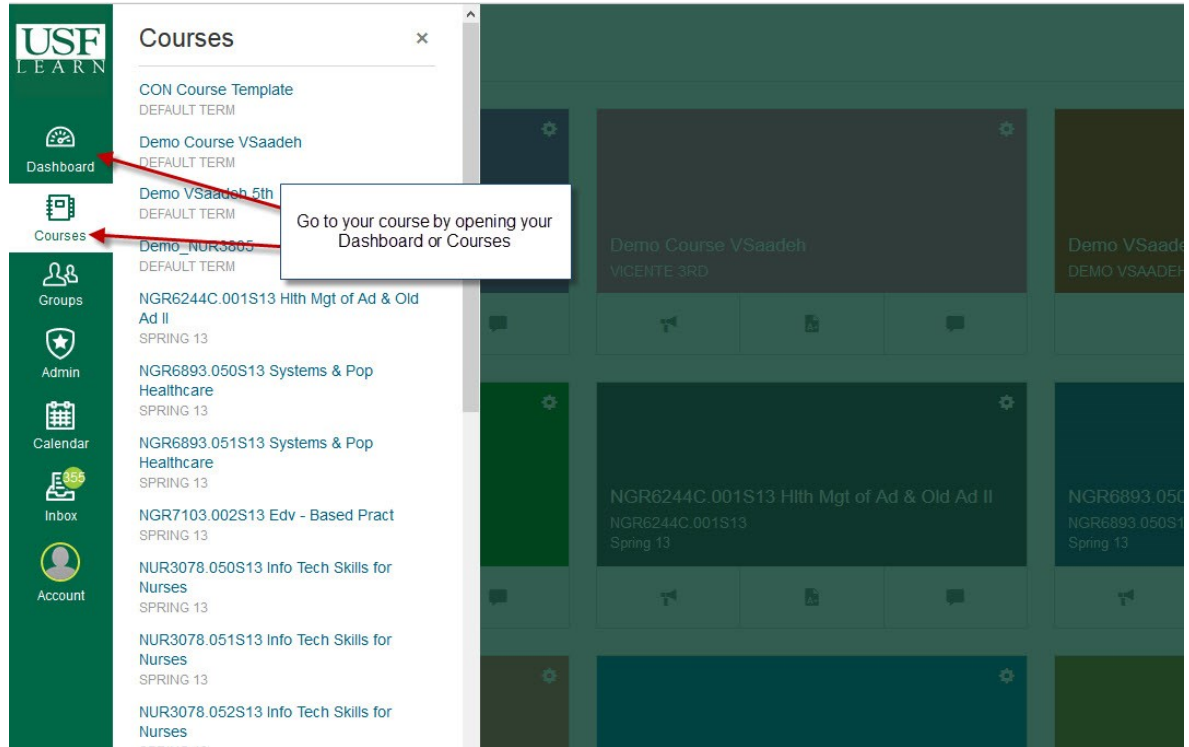 USF
LEARN
Dashboard
Courses
Groups
Admin
Calendar
355
Inbox
Account
Courses
×
CON Course Template
DEFAULT TERM
Demo Course VSaadeh
DEFAULT TERM
Demo VSaadeh 5th
DEFAULT TERM
Demo_NUR3805
DEFAULT TERM
NGR6244C.001S13 Hlth Mgt of Ad & Old
Ad II
SPRING 13
NGR6893.050S13 Systems & Pop
Healthcare
SPRING 13
NGR6893.051S13 Systems & Pop
Healthcare
SPRING 13
NGR7103.002S13 Edv - Based Pract
SPRING 13
NUR3078.050S13 Info Tech Skills for
Nurses
SPRING 13
NUR3078.051S13 Info Tech Skills for
Nurses
SPRING 13
NUR3078.052S13 Info Tech Skills for
Nurses
Go to your course by opening your
Dashboard or Courses
Demo Course VSaadeh
VICENTE 3RD
Demo VSaade
DEMO VSAADEH
NGR6244C.001S13 Hlth Mgt of Ad & Old Ad II
NGR6244C.001S13
Spring 13
NGR6893.050
NGR6893.050S1
Spring 13